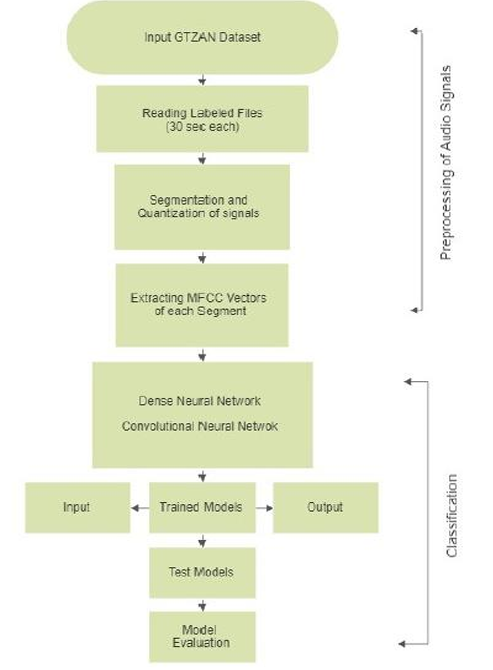 Input GTZAN Dataset
Reading Labeled Files
(30 sec each)
Segmentation and
Quantization of signals
Extracting MFCC Vectors
of each Segment
Preprocessing of Audio Signals
Dense Neural Network
Convolutional Neural Netwok
Input
Trained Models
Output
Test Models
Model
Evaluation
Classification